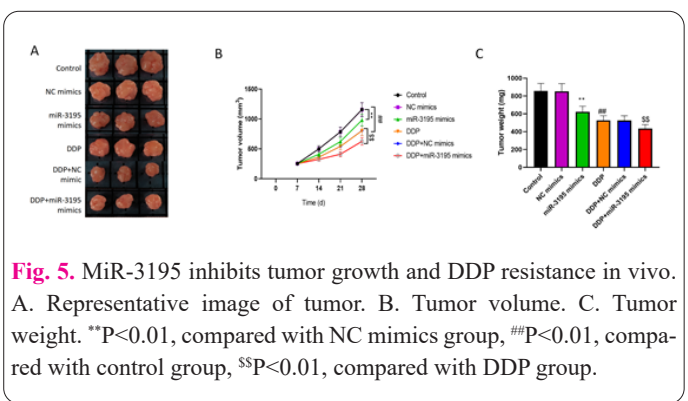 A
Control
NC mimics
miR-3195
mimics
DDP
DDP+NC
mimic
DDP+miR-3195
mimics
B
Tumor volume (mm³)
1500
1000
500
0
0 7 14 21 28
Time (d)
**
##
$$
Control
NC mimics
miR-3195 mimics
DDP
DDP+NC mimics
DDP+miR-3195 mimics
C
Tumor weight (mg)
1000
800
600
400
200
0
**
##
$$
Control
NC mimics
miR-3195 mimics
DDP
DDP+NC mimics
DDP+miR-3195 mimics
Fig. 5. MiR-3195 inhibits tumor growth and DDP resistance in vivo.
A. Representative image of tumor. B. Tumor volume. C. Tumor
weight. **P<0.01, compared with NC mimics group, ##P<0.01, compa-
red with control group, $$P<0.01, compared with DDP group.